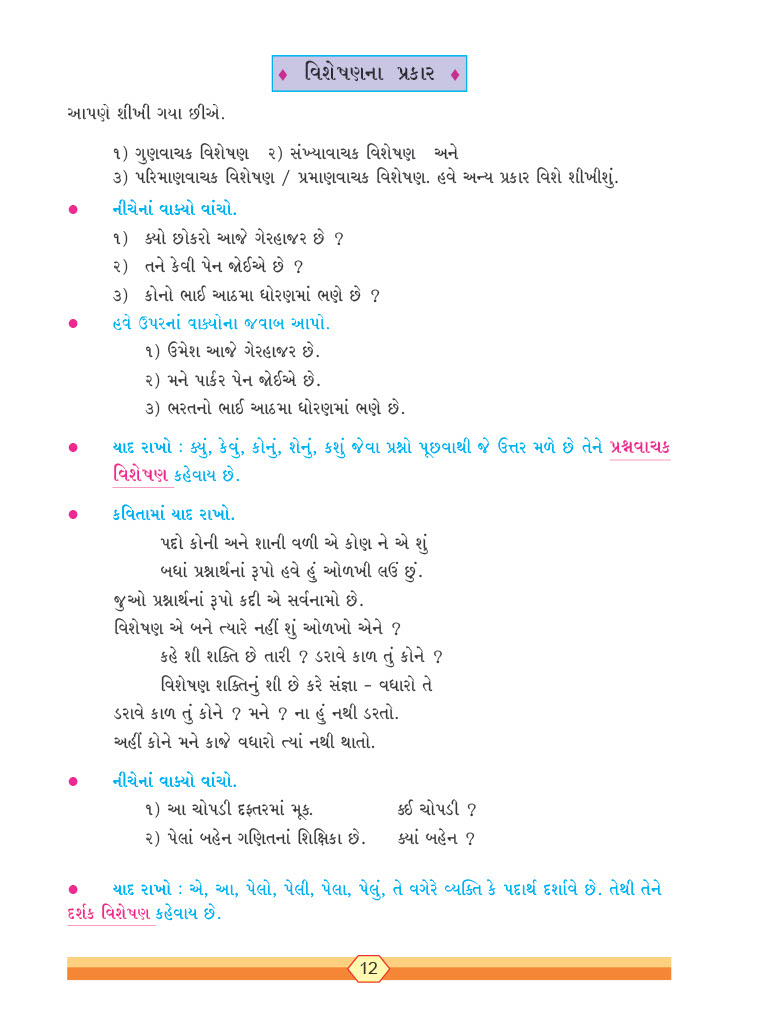 ♦ વિશેષણના પ્રકાર ♦
આપણે શીખી ગયા છીએ.
૧) ગુણવાચક વિશેષણ ૨) સંખ્યાવાચક વિશેષણ અને
૩) પરિમાણવાચક વિશેષણ / પ્રમાણવાચક વિશેષણ. હવે અન્ય પ્રકાર વિશે શીખીશું.
● નીચેનાં વાક્યો વાંચો.
૧) ક્યો છોકરો આજે ગેરહાજર છે ?
૨) તને કેવી પેન જોઈએ છે ?
૩) કોનો ભાઈ આઠમા ધોરણમાં ભણે છે ?
● હવે ઉપરનાં વાક્યોના જવાબ આપો.
૧) ઉમેશ આજે ગેરહાજર છે.
૨) મને પાર્કર પેન જોઈએ છે.
૩) ભરતનો ભાઈ આઠમા ધોરણમાં ભણે છે.
● યાદ રાખો : ક્યું, કેવું, કોનું, શેનું, કશું જેવા પ્રશ્નો પૂછવાથી જે ઉત્તર મળે છે તેને પ્રશ્નવાચક
વિશેષણ કહેવાય છે.
● કવિતામાં યાદ રાખો.
પદો કોની અને શાની વળી એ કોણ ને એ શું
બધાં પ્રશ્નાર્થનાં રૂપો હવે હું ઓળખી લઉં છું.
જુઓ પ્રશ્નાર્થનાં રૂપો કદી એ સર્વનામો છે.
વિશેષણ એ બને ત્યારે નહીં શું ઓળખો એને ?
કહે શી શક્તિ છે તારી ? ડરાવે કાળ તું કોને ?
વિશેષણ શક્તિનું શી છે કરે સંજ્ઞા - વધારો તે
ડરાવે કાળ તું કોને ? મને ? ના હું નથી ડરતો.
અહીં કોને મને કાજે વધારો ત્યાં નથી થાતો.
● નીચેનાં વાક્યો વાંચો.
૧) આ ચોપડી દફતરમાં મૂક. કઈ ચોપડી ?
૨) પેલાં બહેન ગણિતનાં શિક્ષિકા છે. ક્યાં બહેન ?
● યાદ રાખો : એ, આ, પેલો, પેલી, પેલા, પેલું, તે વગેરે વ્યક્તિ કે પદાર્થ દર્શાવે છે. તેથી તેને
દર્શક વિશેષણ કહેવાય છે.
12